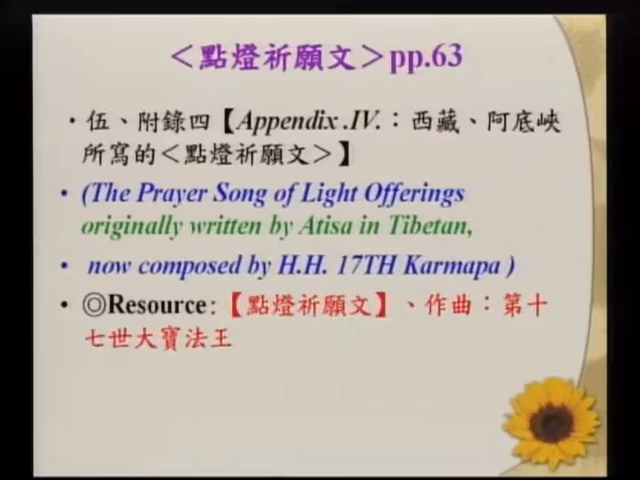 ＜點燈祈願文＞pp.63
・伍、附錄四【Appendix .IV.：西藏、阿底峽
所寫的＜點燈祈願文＞】
• (The Prayer Song of Light Offerings
originally written by Atisa in Tibetan,
• now composed by H.H. 17TH Karmapa )
• ◎Resource:【點燈祈願文】、作曲：第十
七世大寶法王